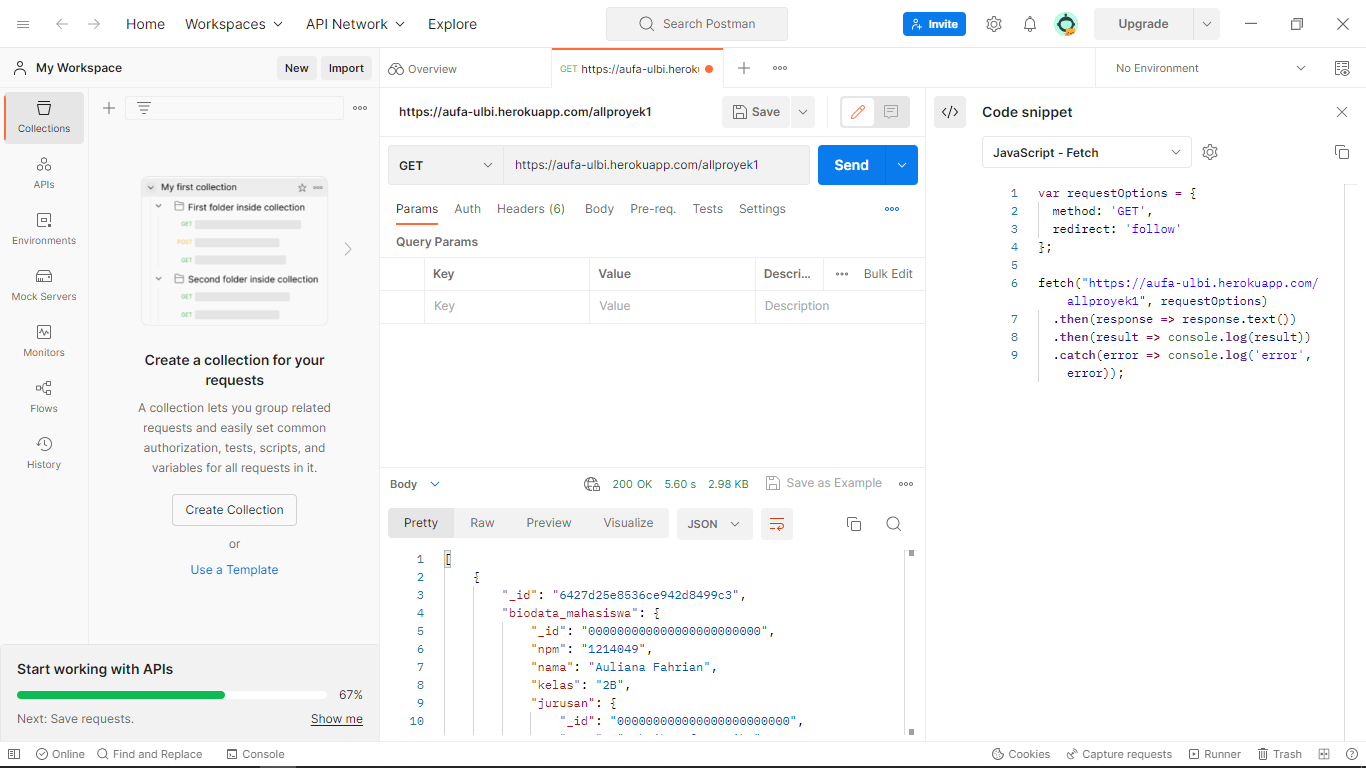 Home Workspaces API Network Explore Search Postman Invite Upgrade
My Workspace New Import Overview GET https://aufa-ulbi.heroku No Environment
Collections
APIs
Environments
Mock Servers
Monitors
Flows
History
My first collection
First folder inside collection
GET
POST
GET
Second folder inside collection
GET
GET
Create a collection for your
requests
A collection lets you group related
requests and easily set common
authorization, tests, scripts, and
variables for all requests in it.
Create Collection
or
Use a Template
Start working with APIs
67%
Next: Save requests. Show me
https://aufa-ulbi.herokuapp.com/allproyek1 Save
GET https://aufa-ulbi.herokuapp.com/allproyek1 Send
Params Auth Headers (6) Body Pre-req. Tests Settings
Query Params
Key Value Descri... Bulk Edit
Key Value Description
Body 200 OK 5.60 s 2.98 KB Save as Example
Pretty Raw Preview Visualize JSON
1 [
2 {
3 "_id": "6427d25e8536ce942d8499c3",
4 "biodata_mahasiswa": {
5 "_id": "000000000000000000000000",
6 "npm": "1214049",
7 "nama": "Auliana Fahrian",
8 "kelas": "2B",
9 "jurusan": {
10 "_id": "000000000000000000000000",
</> Code snippet
JavaScript - Fetch
1 var requestOptions = {
2 method: 'GET',
3 redirect: 'follow'
4 };
5
6 fetch("https://aufa-ulbi.herokuapp.com/
allproyek1", requestOptions)
7 .then(response => response.text())
8 .then(result => console.log(result))
9 .catch(error => console.log('error',
error));
Online Find and Replace Console Cookies Capture requests Runner Trash